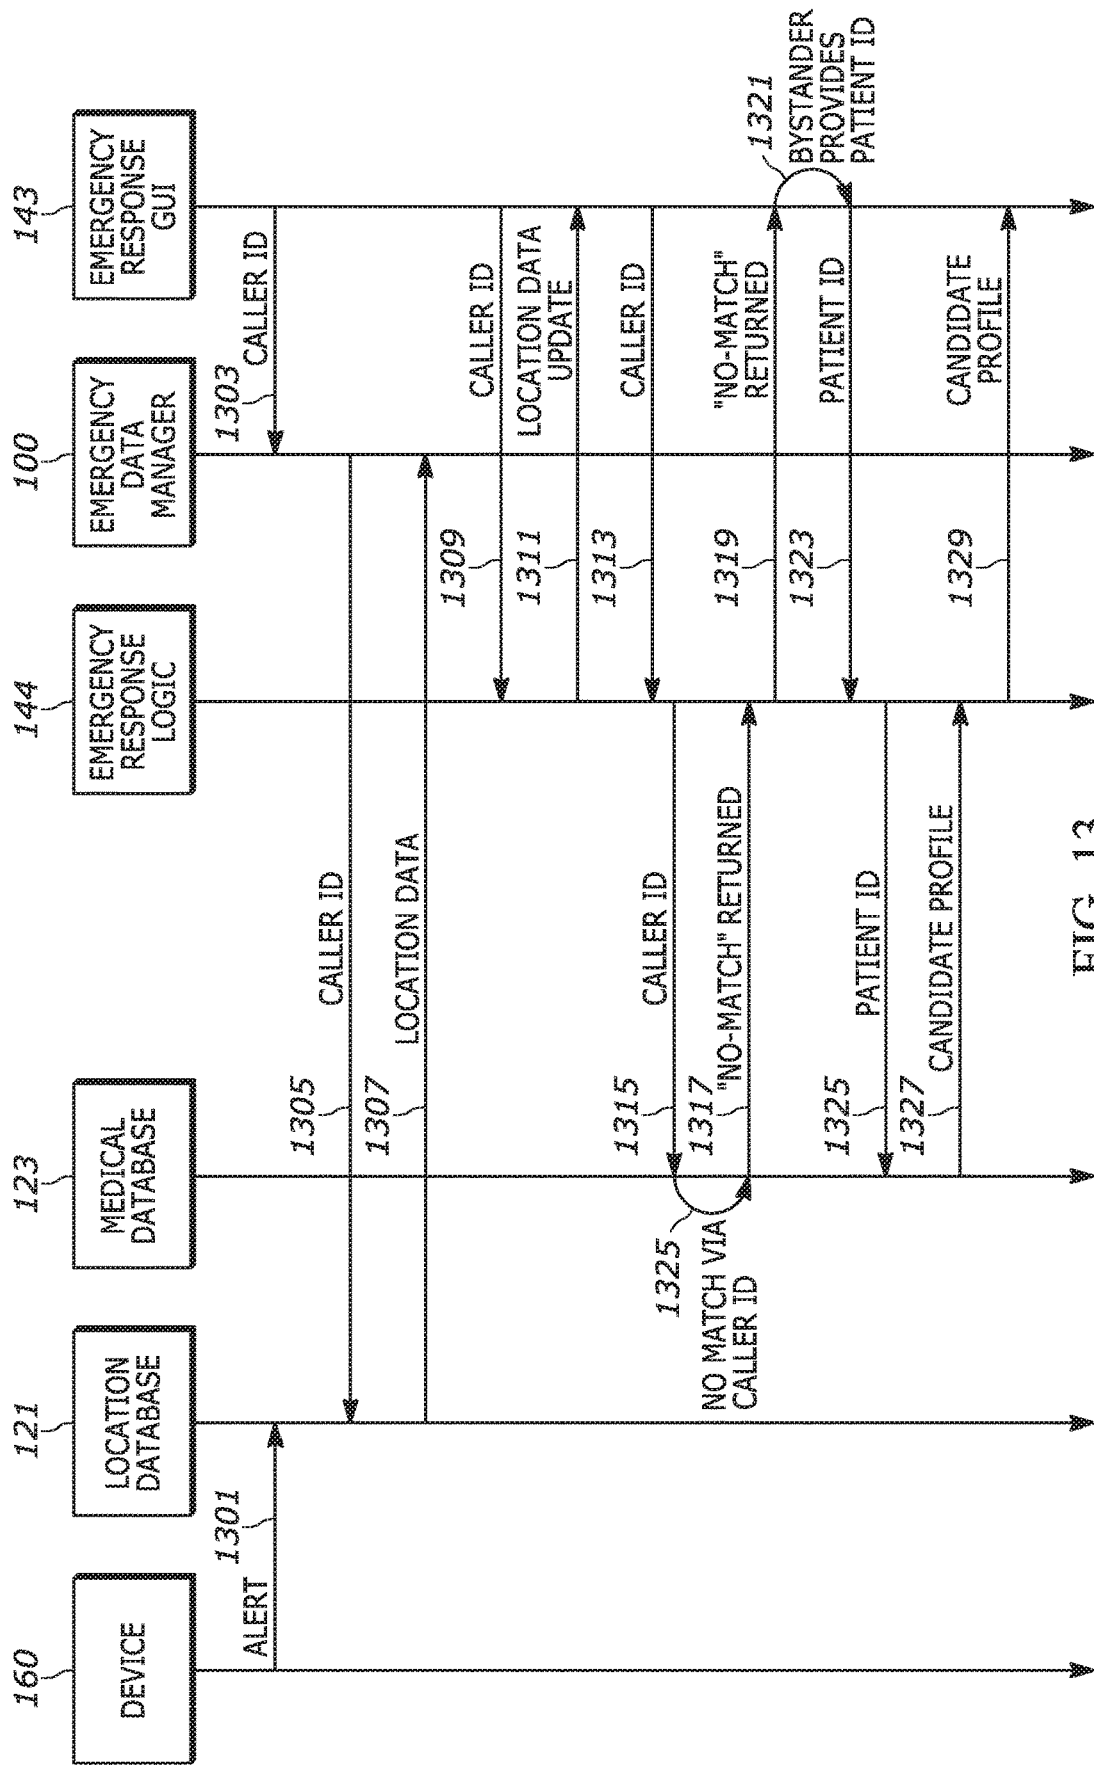 160
121
123
144
100
143
DEVICE
LOCATION
DATABASE
MEDICAL
DATABASE
EMERGENCY
RESPONSE
LOGIC
EMERGENCY
DATA
MANAGER
EMERGENCY
RESPONSE
GUI
1301
ALERT
1303
CALLER ID
1305
CALLER ID
1307
LOCATION DATA
1309
CALLER ID
1311
LOCATION DATA
UPDATE
1313
CALLER ID
1315
CALLER ID
1325
NO MATCH VIA
CALLER ID
1317
"NO-MATCH" RETURNED
1319
"NO-MATCH"
RETURNED
1321
BYSTANDER
PROVIDES
PATIENT ID
1323
PATIENT ID
1325
PATIENT ID
1327
CANDIDATE PROFILE
1329
CANDIDATE
PROFILE
FIG. 13